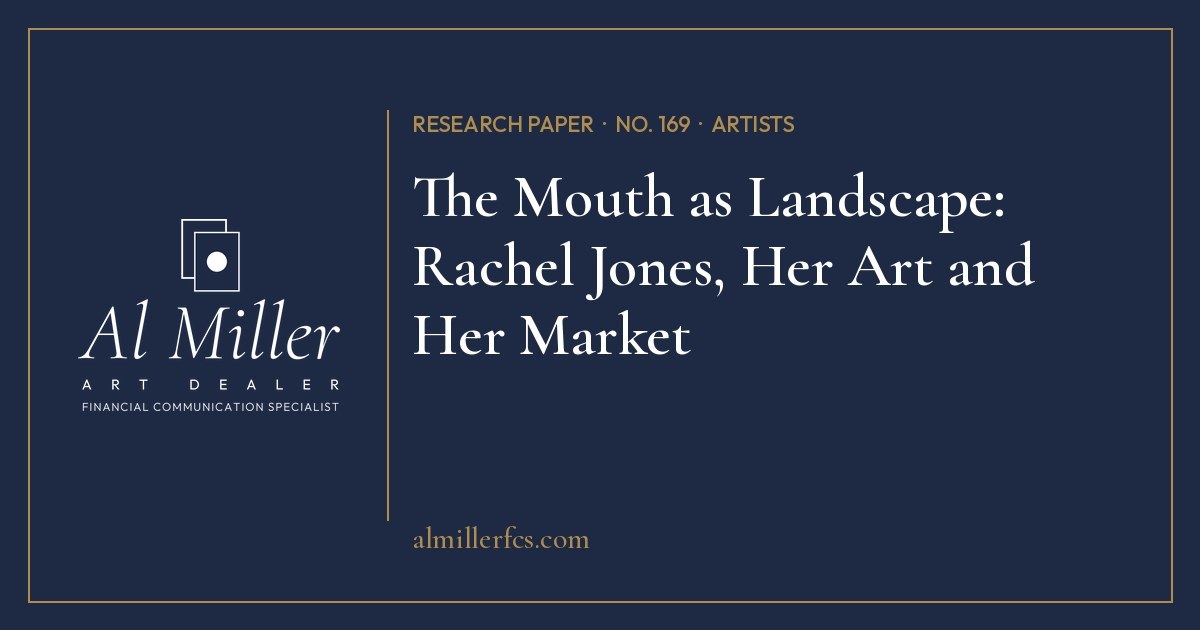 RESEARCH PAPER · NO. 169 · ARTISTS
The Mouth as Landscape:
Rachel Jones, Her Art and
Her Market
Al Miller
ART DEALER
FINANCIAL COMMUNICATION SPECIALIST
almillerfcs.com